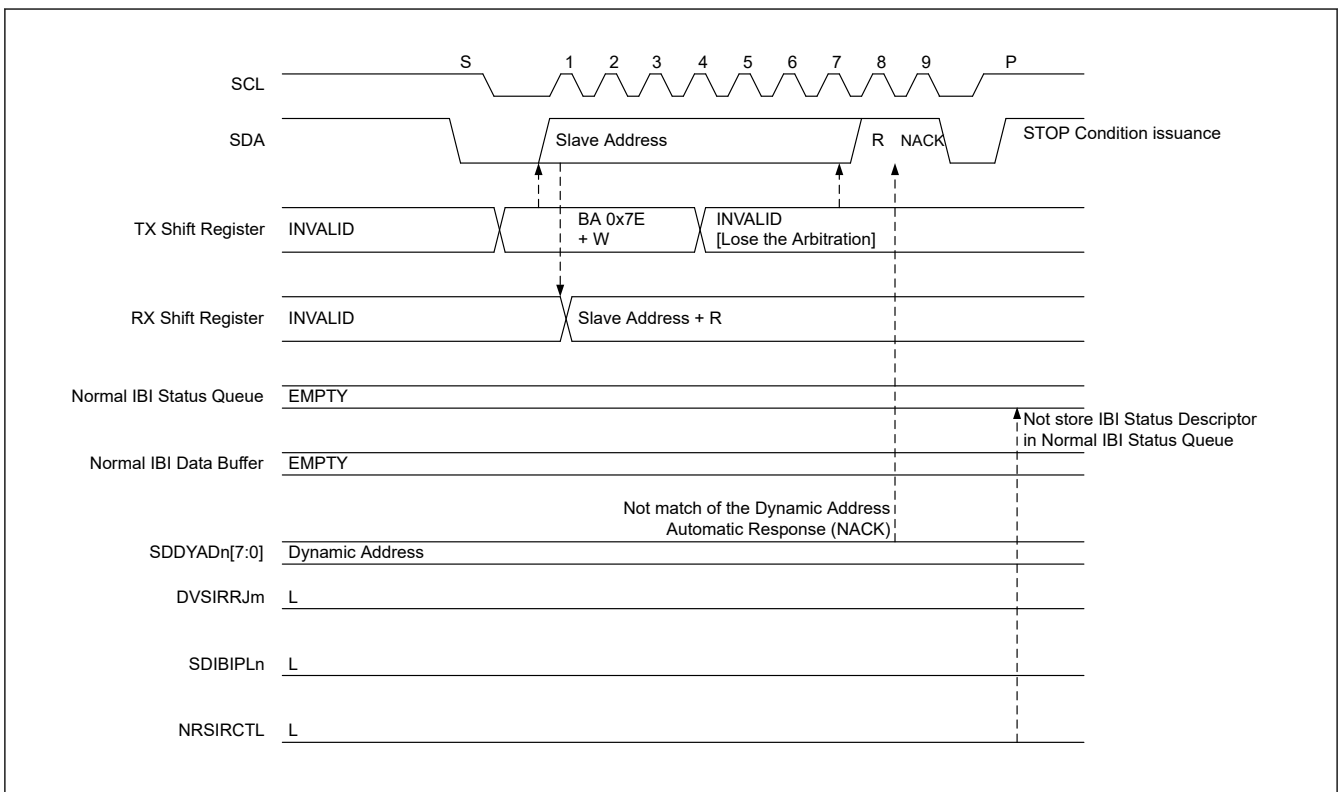 S 1 2 3 4 5 6 7 8 9 P
SCL
SDA Slave Address R NACK STOP Condition issuance
TX Shift Register INVALID BA 0x7E INVALID
+ W [Lose the Arbitration]
RX Shift Register INVALID Slave Address + R
Normal IBI Status Queue EMPTY
Not store IBI Status Descriptor
in Normal IBI Status Queue
Normal IBI Data Buffer EMPTY
Not match of the Dynamic Address
Automatic Response (NACK)
SDDYADn[7:0] Dynamic Address
DVSIRRJm L
SDIBIPLn L
NRSIRCTL L